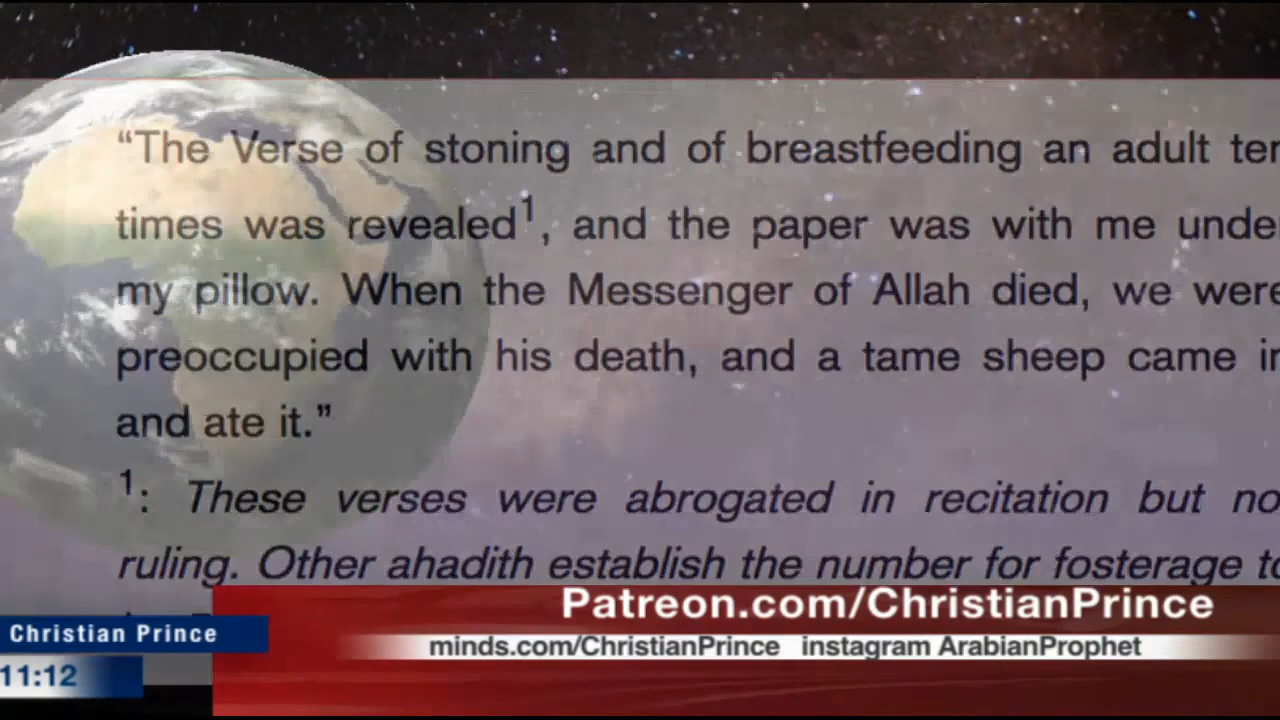 “The Verse of stoning and of breastfeeding an adult ten
times was revealed1, and the paper was with me under
my pillow. When the Messenger of Allah died, we were
preoccupied with his death, and a tame sheep came in
and ate it.”
1: These verses were abrogated in recitation but no
ruling. Other ahadith establish the number for fosterage to
Patreon.com/ChristianPrince
Christian Prince
minds.com/ChristianPrince instagram ArabianProphet
11:12